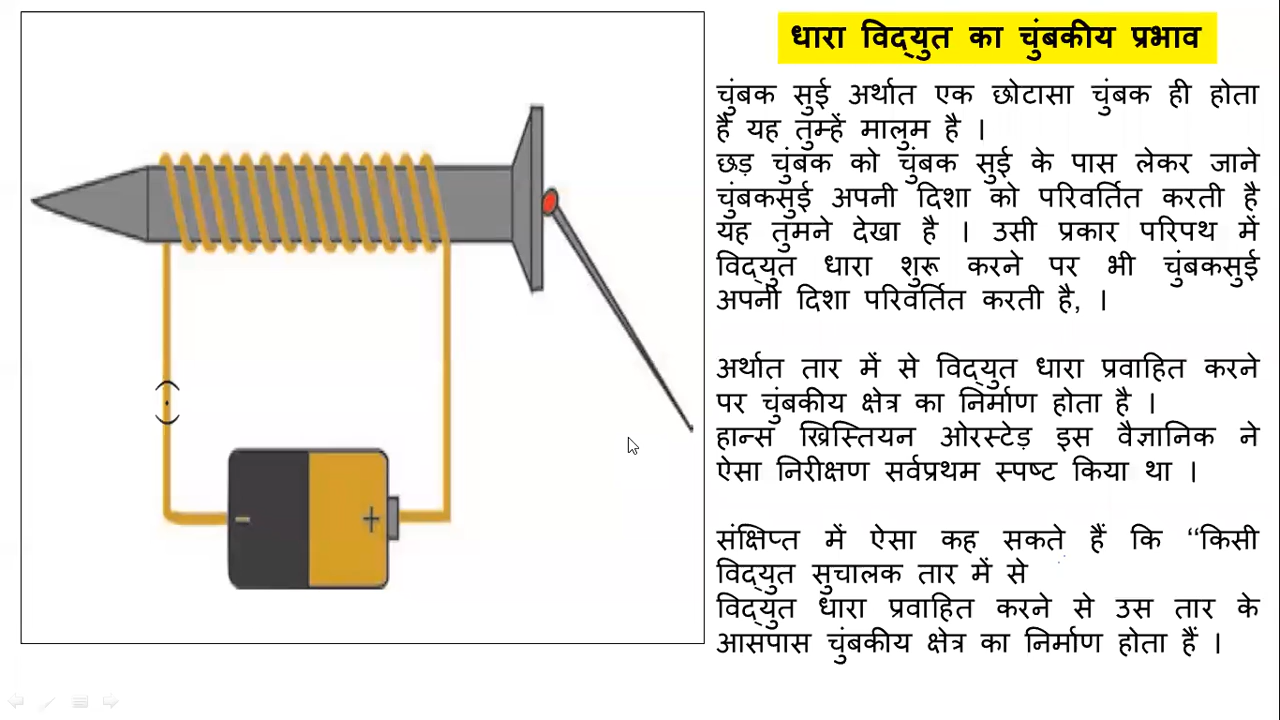 धारा विद्‌युत का चुंबकीय प्रभाव
चुंबक सुई अर्थात एक छोटासा चुंबक ही होता
है यह तुम्हें मालुम है ।
छड़ चुंबक को चुंबक सुई के पास लेकर जाने
चुंबकसुई अपनी दिशा को परिवर्तित करती है
यह तुमने देखा है । उसी प्रकार परिपथ में
विद्‌युत धारा शुरू करने पर भी चुंबकसुई
अपनी दिशा परिवर्तित करती है, ।
अर्थात तार में से विद्‌युत धारा प्रवाहित करने
पर चुंबकीय क्षेत्र का निर्माण होता है ।
हान्स ख्रिस्तियन ओरस्टेड़ इस वैज्ञानिक ने
ऐसा निरीक्षण सर्वप्रथम स्पष्ट किया था ।
संक्षिप्त में ऐसा कह सकते हैं कि “किसी
विद्‌युत सुचालक तार में से
विद्‌युत धारा प्रवाहित करने से उस तार के
आसपास चुंबकीय क्षेत्र का निर्माण होता हैं ।
- +